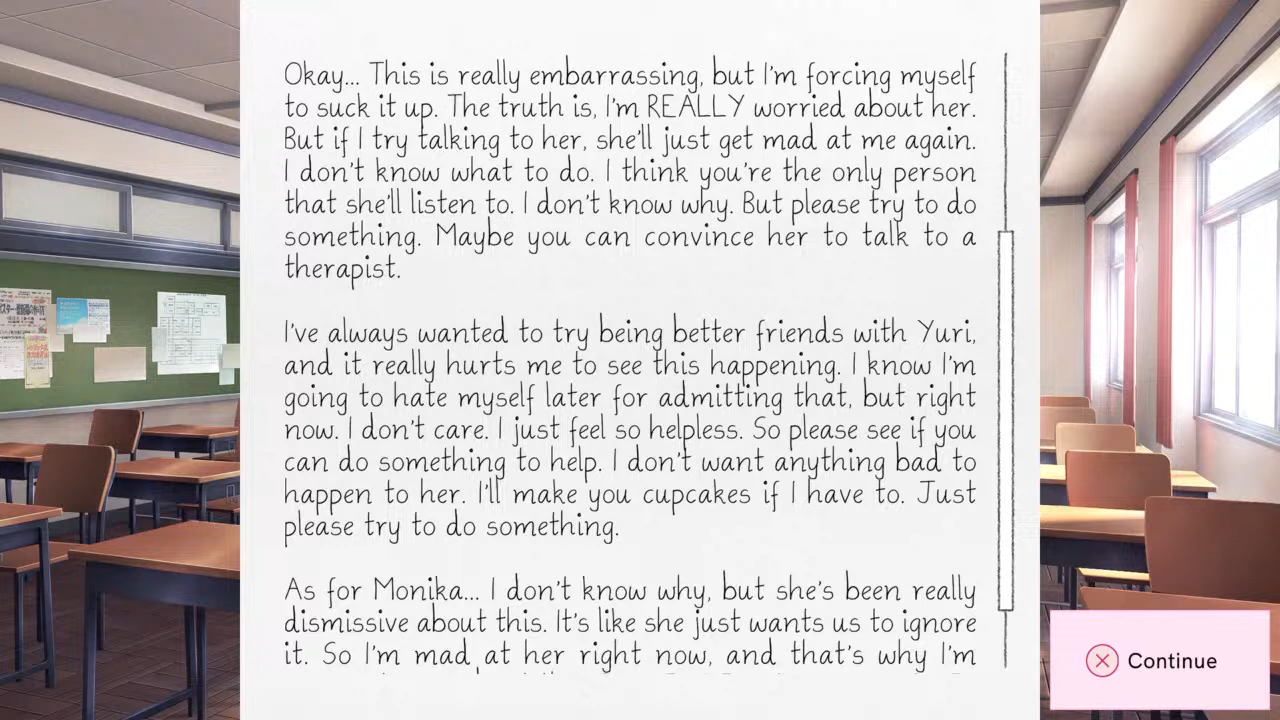 Okay... This is really embarrassing, but I'm forcing myself
to suck it up. The truth is, I'm REALLY worried about her.
But if I try talking to her, she'll just get mad at me again.
I don't know what to do. I think you're the only person
that she'll listen to. I don't know why. But please try to do
something. Maybe you can convince her to talk to a
therapist.
I've always wanted to try being better friends with Yuri,
and it really hurts me to see this happening. I know I'm
going to hate myself later for admitting that, but right
now. I don't care. I just feel so helpless. So please see if you
can do something to help. I don't want anything bad to
happen to her. I'll make you cupcakes if I have to. Just
please try to do something.
As for Monika... I don't know why, but she's been really
dismissive about this. It's like she just wants us to ignore
it. So I'm mad at her right now, and that's why I'm
Continue